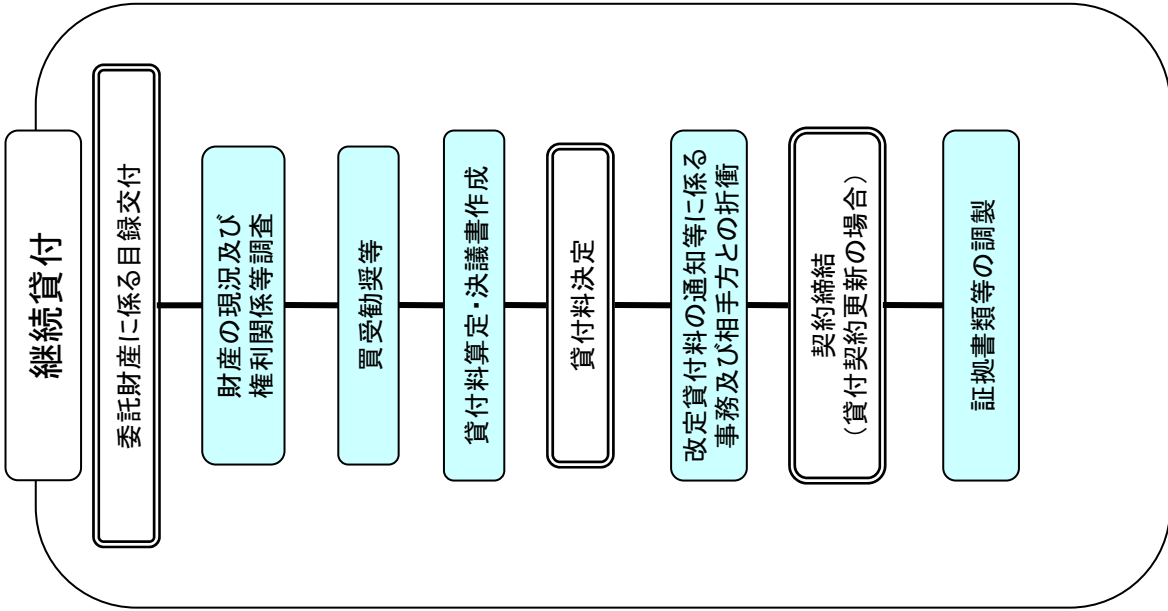 継続貸付
委託財産に係る目録交付
財産の現況及び
権利関係等調査
買受勧奨等
貸付料算定・決議書作成
貸付料決定
改定貸付料の通知等に係る
事務及び相手方との折衝
契約締結
（貸付契約更新の場合）
証拠書類等の調製